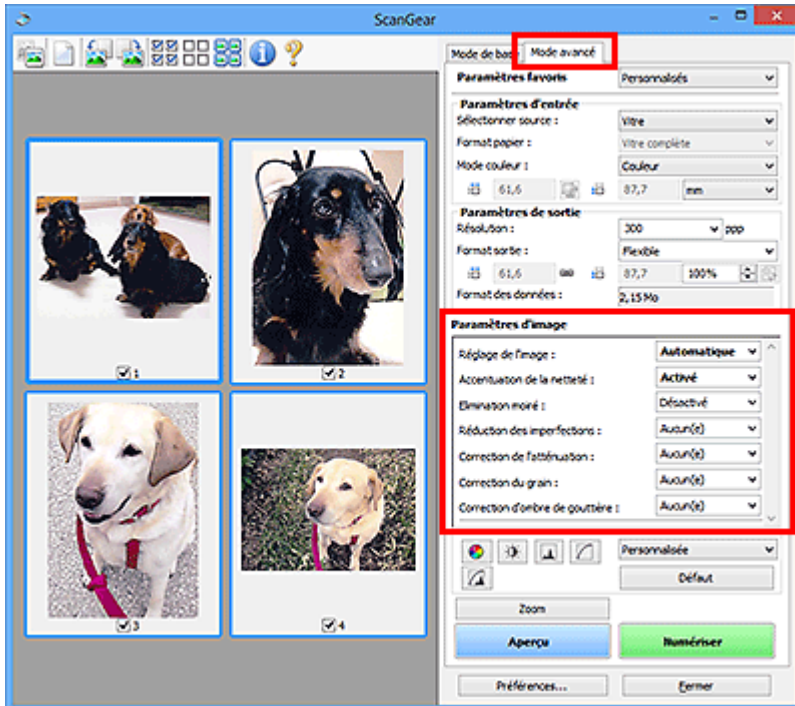 ScanGear
Mode de base Mode avancé
Paramètres favoris Personnalisés
Paramètres d'entrée
Sélectionner source : Vitre
Format papier : Vitre complète
Mode couleur : Couleur
61,6 87,7 mm
Paramètres de sortie
Résolution : 300 ppp
Format sortie : Flexible
61,6 87,7 100%
Format des données : 2,15 Mo
Paramètres d'image
Réglage de l'image : Automatique
Accentuation de la netteté : Activé
Elimination moiré : Désactivé
Réduction des imperfections : Aucun(e)
Correction de l'atténuation : Aucun(e)
Correction du grain : Aucun(e)
Correction d'ombre de gouttière : Aucun(e)
Personnalisée
Défaut
Zoom
Aperçu Numériser
Préférences... Fermer
1 2
3 4